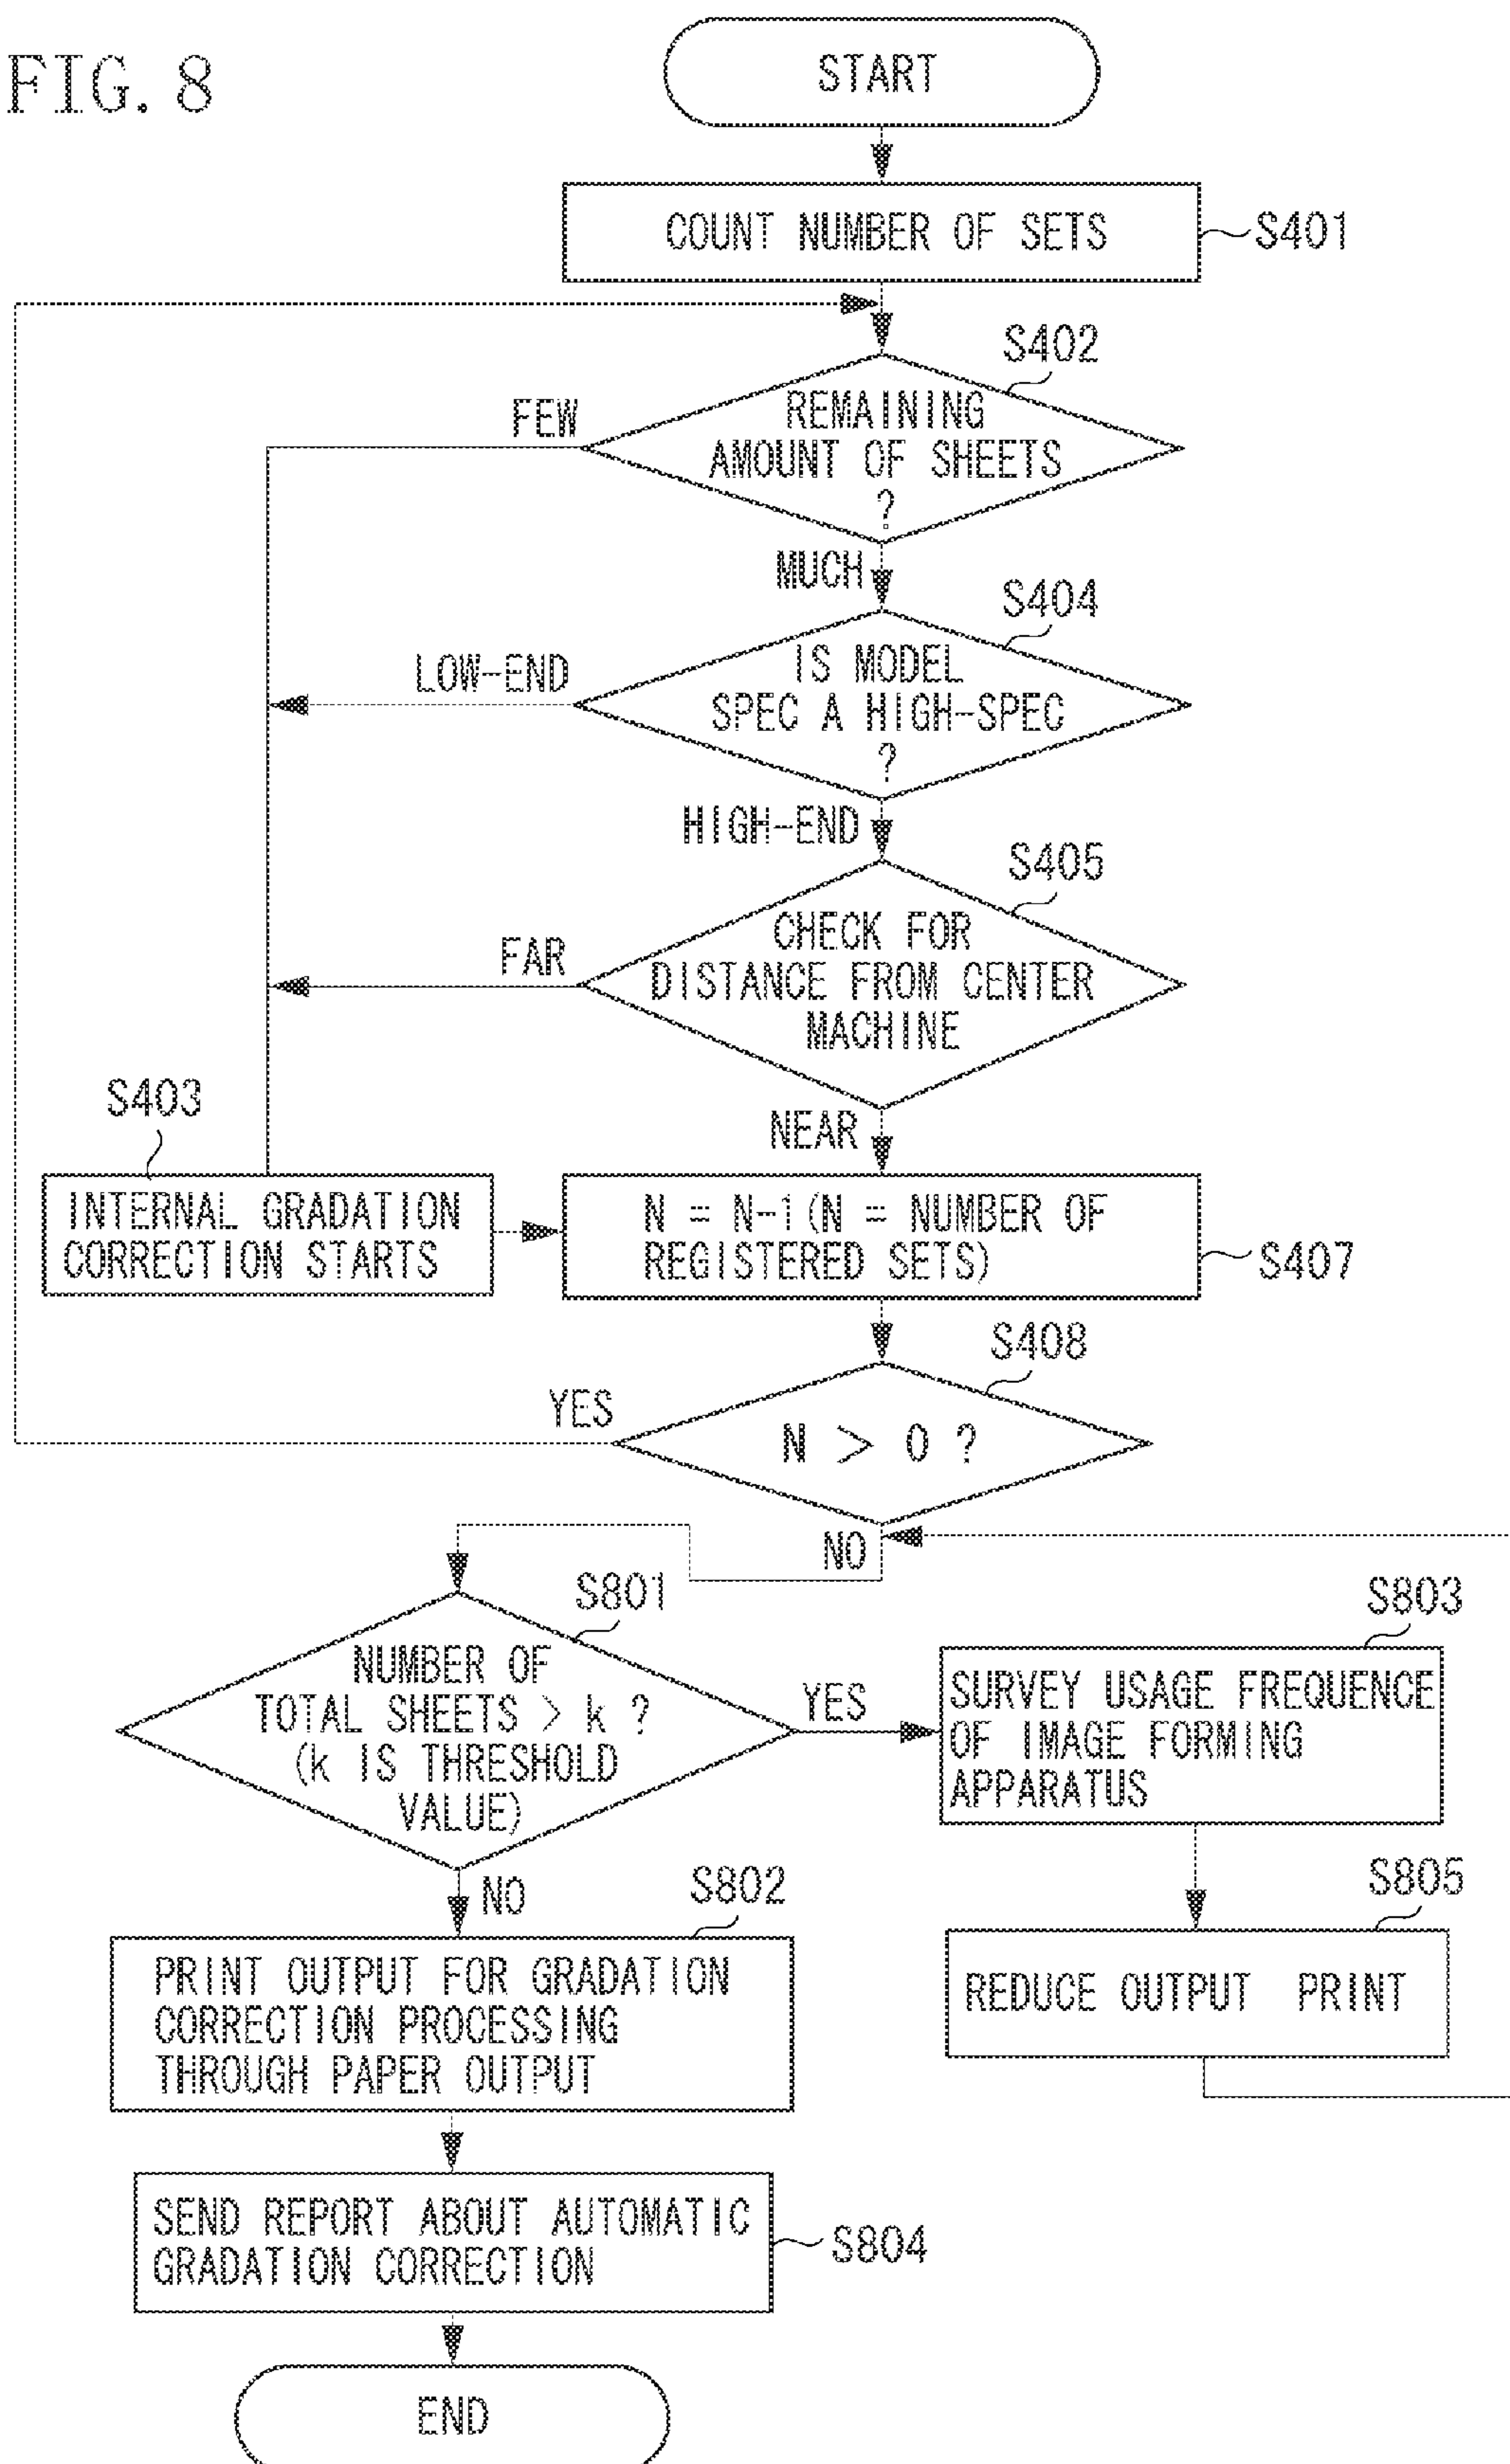 FIG. 8
START
COUNT NUMBER OF SETS
S401
S402
REMAINING
AMOUNT OF SHEETS
?
FEW
MUCH
S404
IS MODEL
SPEC A HIGH-SPEC
?
LOW-END
HIGH-END
S405
CHECK FOR
DISTANCE FROM CENTER
MACHINE
FAR
NEAR
S403
INTERNAL GRADATION
CORRECTION STARTS
N = N-1(N = NUMBER OF
REGISTERED SETS)
S407
S408
N > 0 ?
YES
NO
S801
NUMBER OF
TOTAL SHEETS > k ?
(k IS THRESHOLD
VALUE)
YES
S803
SURVEY USAGE FREQUENCE
OF IMAGE FORMING
APPARATUS
NO
S802
S805
PRINT OUTPUT FOR GRADATION
CORRECTION PROCESSING
THROUGH PAPER OUTPUT
REDUCE OUTPUT PRINT
SEND REPORT ABOUT AUTOMATIC
GRADATION CORRECTION
S804
END